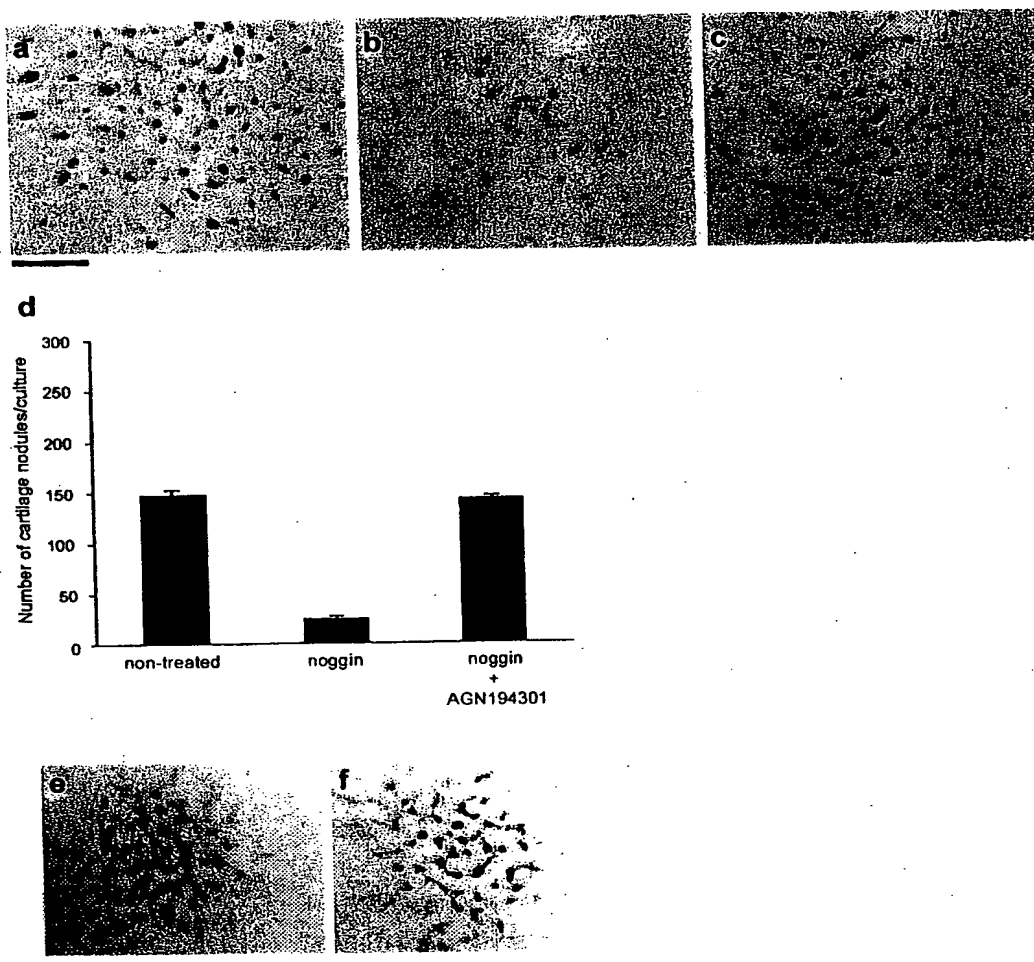 a
b
c
d
Number of cartilage nodules/culture
300
250
200
150
100
50
0
non-treated
noggin
noggin
+
AGN194301
e
f